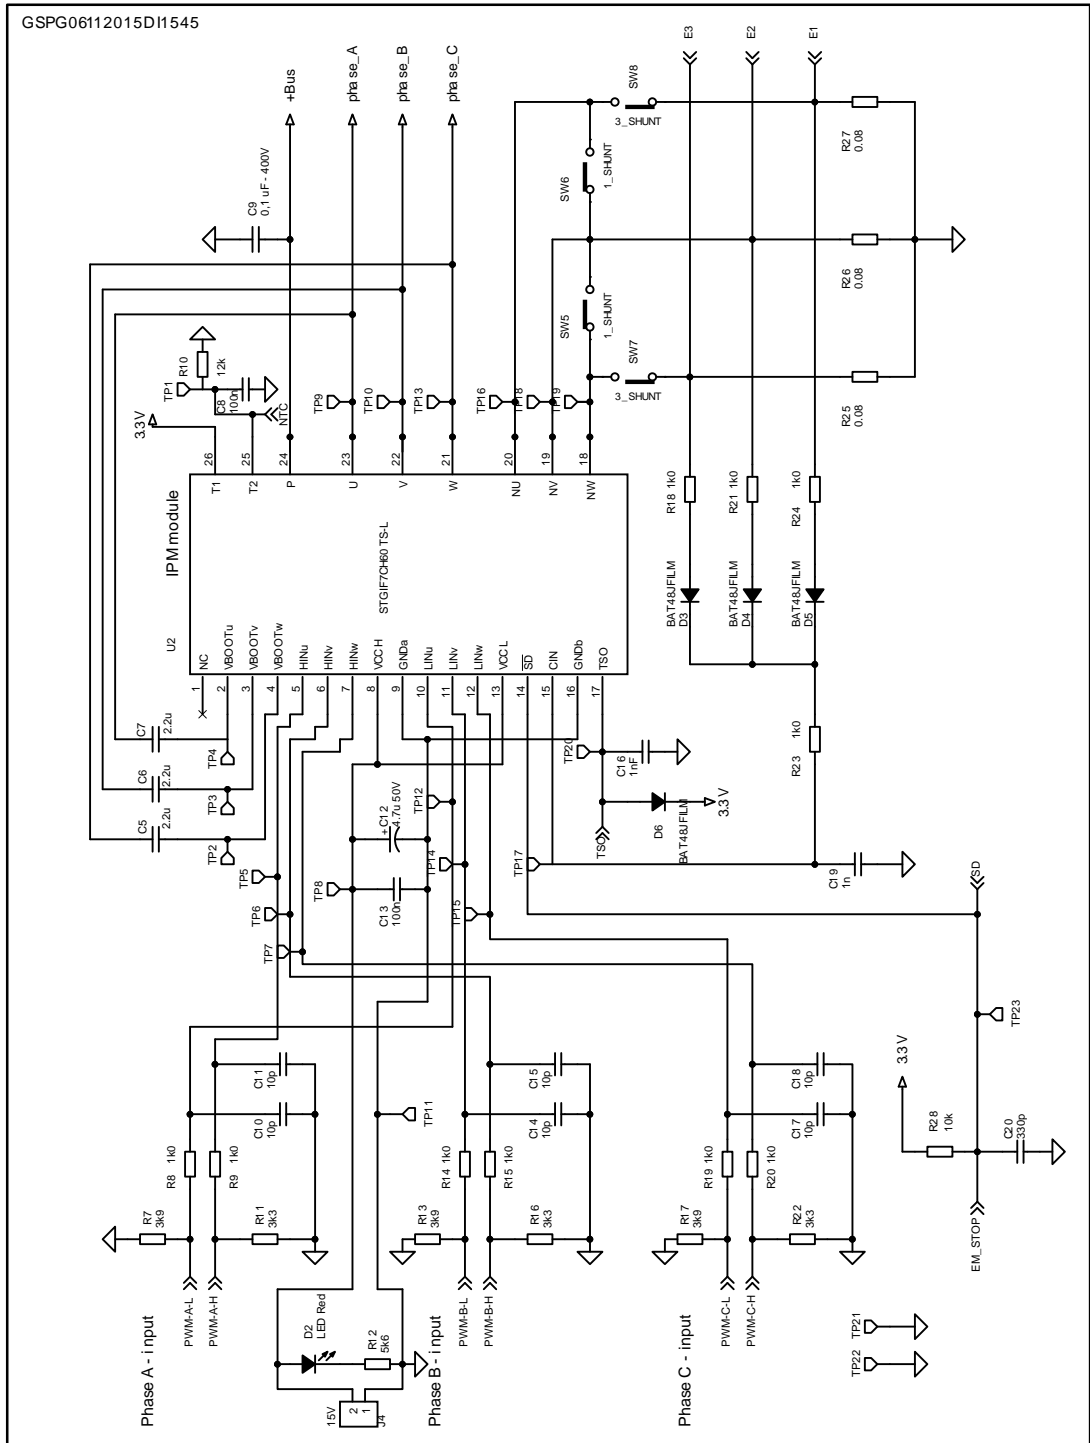 GSPG06112015DI1545
Phase A - input
PWM-A-L
PWM-A-H
R7
3k9
R8 1k0
R9 1k0
R11
3k3
C10
10p
C11
10p
15V
2
1
J4
D2
LED Red
R12
5k6
TP11
Phase B - input
PWM-B-L
PWM-B-H
R13
3k9
R14 1k0
R15 1k0
R16
3k3
C14
10p
C15
10p
Phase C - input
PWM-C-L
PWM-C-H
R17
3k9
R19 1k0
R20 1k0
R22
3k3
C17
10p
C18
10p
TP22
TP21
EM_STOP
3.3 V
R28
10k
C20
330p
TP23
SD
TP7
TP6
TP5
TP8
C13
100n
+
C12
4.7u 50V
TP15
TP14
TP12
TP17
C5
2.2u
C6
2.2u
C7
2.2u
TP2
TP3
TP4
TSO
D6
BAT48JFILM
3.3 V
TP20
C16
1nF
C19
1n
R23 1k0
U2
IPM module
STGIF7CH60TS-L
1 NC
2 VBOOTu
3 VBOOTv
4 VBOOTw
5 HINu
6 HINv
7 HINw
8 VCCH
9 GNDa
10 LINu
11 LINv
12 LINw
13 VCCL
14 SD
15 CIN
16 GNDb
17 TSO
T1 26
T2 25
P 24
U 23
V 22
W 21
NU 20
NV 19
NW 18
3.3 V
TP1
R10
12k
C8
100n
NTC
TP9
TP10
TP13
TP16
TP18
TP19
C9
0,1 uF - 400V
+Bus
phase_A
phase_B
phase_C
SW5
1_SHUNT
SW6
1_SHUNT
SW7
3_SHUNT
SW8
3_SHUNT
D3
BAT48JFILM
D4
BAT48JFILM
D5
BAT48JFILM
R18 1k0
R21 1k0
R24 1k0
R25
0.08
R26
0.08
R27
0.08
E3
E2
E1